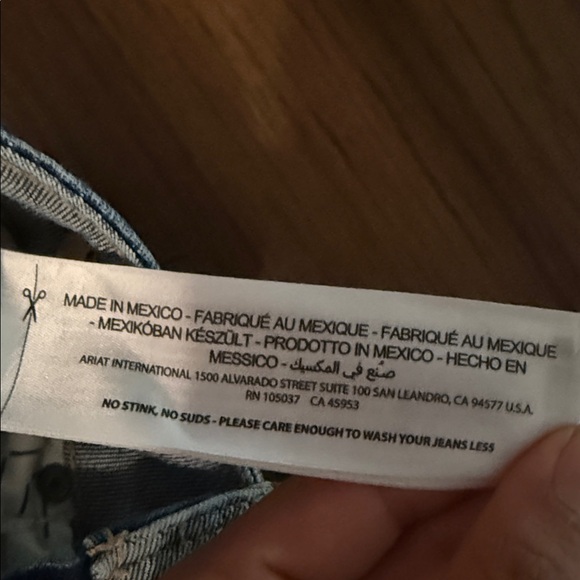 MADE IN MEXICO - FABRIQUÉ AU MEXIQUE - FABRIQUÉ AU MEXIQUE
- MEXIKÓBAN KÉSZÜLT - PRODOTTO IN MEXICO - HECHO EN
MESSICO - صنع في المكسيك
ARIAT INTERNATIONAL 1500 ALVARADO STREET SUITE 100 SAN LEANDRO, CA 94577 U.S.A.
RN 105037 CA 45953
NO STINK, NO SUDS - PLEASE CARE ENOUGH TO WASH YOUR JEANS LESS